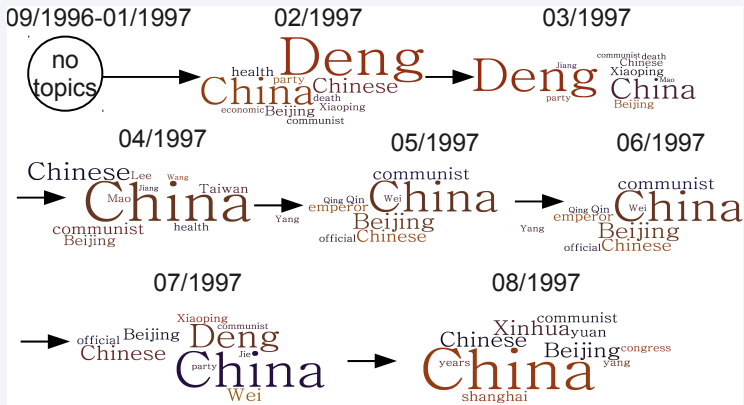 09/1996-01/1997
02/1997
03/1997
no
topics
Deng
health
party
China
Chinese
death
economic
Beijing
Xiaoping
communist
Deng
Jiang
party
communist
death
Chinese
Xiaoping
Mao
China
Beijing
04/1997
05/1997
06/1997
Chinese
Lee
Wang
Jiang
Mao
China
Taiwan
communist
health
Beijing
Yang
communist
Qing
Qin
Wei
China
emperor
Beijing
official
Chinese
Yang
communist
Qing
Qin
Wei
China
emperor
Beijing
official
Chinese
07/1997
08/1997
Xiaoping
official
Beijing
communist
Deng
Chinese
Jie
party
China
Wei
communist
Xinhua
yuan
Chinese
Beijing
congress
years
China
yang
shanghai